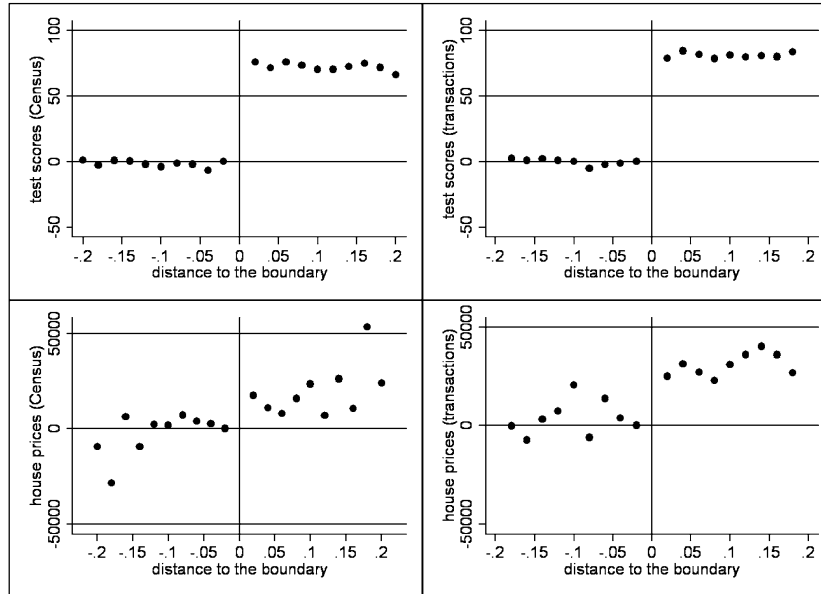 test scores (Census)
100
50
0
-50
-.2 -.15 -.1 -.05 0 .05 .1 .15 .2
distance to the boundary
test scores (transactions)
100
50
0
-50
-.2 -.15 -.1 -.05 0 .05 .1 .15 .2
distance to the boundary
house prices (Census)
50000
0
-50000
-.2 -.15 -.1 -.05 0 .05 .1 .15 .2
distance to the boundary
house prices (transactions)
50000
0
-50000
-.2 -.15 -.1 -.05 0 .05 .1 .15 .2
distance to the boundary